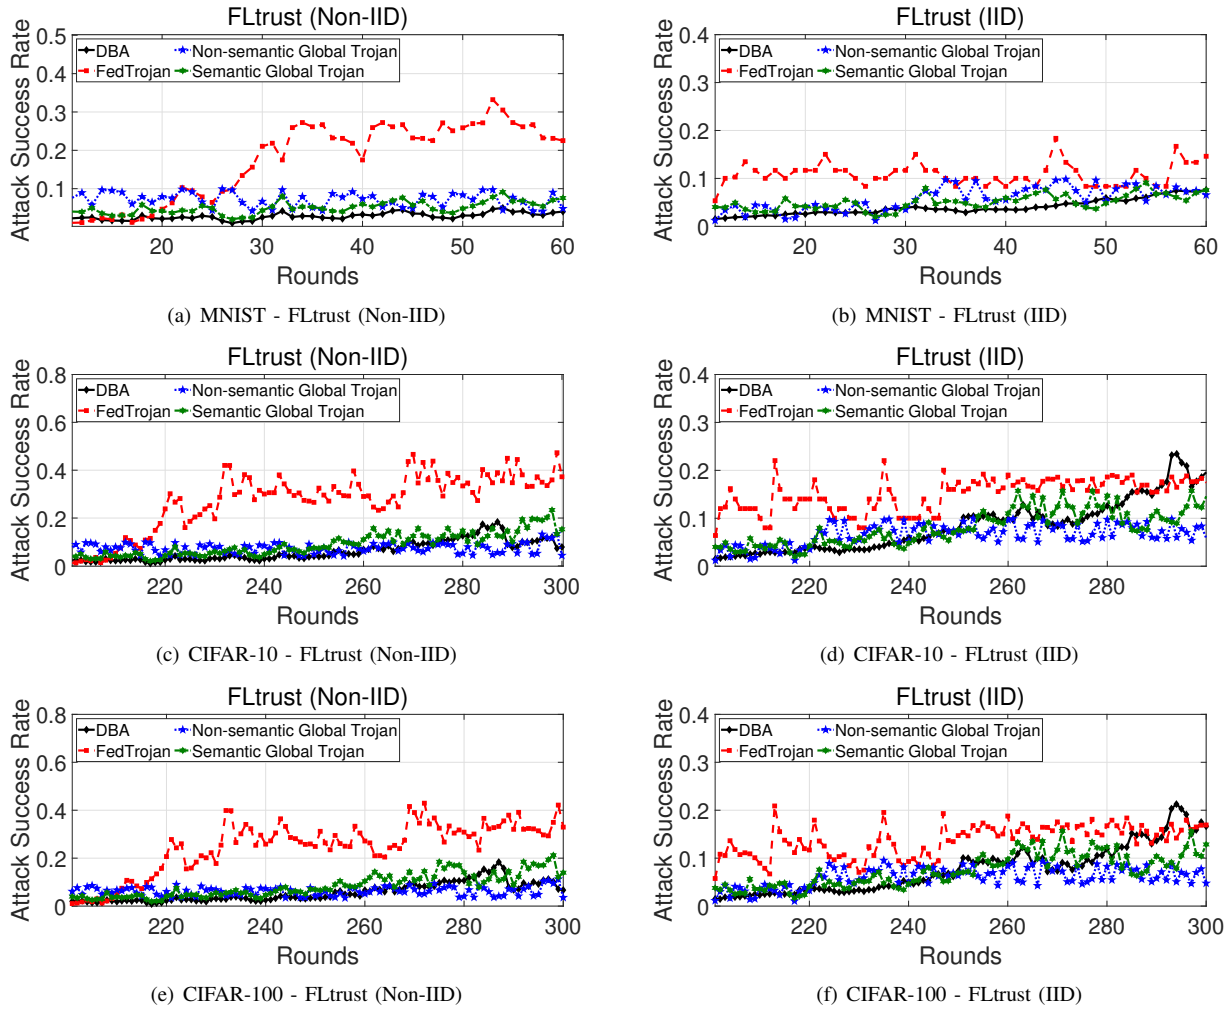 FLtrust (Non-IID)
Attack Success Rate
0.5
0.4
0.3
0.2
0.1
DBA
FedTrojan
Non-semantic Global Trojan
Semantic Global Trojan
20 30 40 50 60
Rounds
(a) MNIST - FLtrust (Non-IID)
FLtrust (IID)
Attack Success Rate
0.4
0.3
0.2
0.1
0
DBA
FedTrojan
Non-semantic Global Trojan
Semantic Global Trojan
20 30 40 50 60
Rounds
(b) MNIST - FLtrust (IID)
FLtrust (Non-IID)
Attack Success Rate
0.8
0.6
0.4
0.2
0
DBA
FedTrojan
Non-semantic Global Trojan
Semantic Global Trojan
220 240 260 280 300
Rounds
(c) CIFAR-10 - FLtrust (Non-IID)
FLtrust (IID)
Attack Success Rate
0.4
0.3
0.2
0.1
0
DBA
FedTrojan
Non-semantic Global Trojan
Semantic Global Trojan
220 240 260 280 300
Rounds
(d) CIFAR-10 - FLtrust (IID)
FLtrust (Non-IID)
Attack Success Rate
0.8
0.6
0.4
0.2
0
DBA
FedTrojan
Non-semantic Global Trojan
Semantic Global Trojan
220 240 260 280 300
Rounds
(e) CIFAR-100 - FLtrust (Non-IID)
FLtrust (IID)
Attack Success Rate
0.4
0.3
0.2
0.1
0
DBA
FedTrojan
Non-semantic Global Trojan
Semantic Global Trojan
220 240 260 280 300
Rounds
(f) CIFAR-100 - FLtrust (IID)